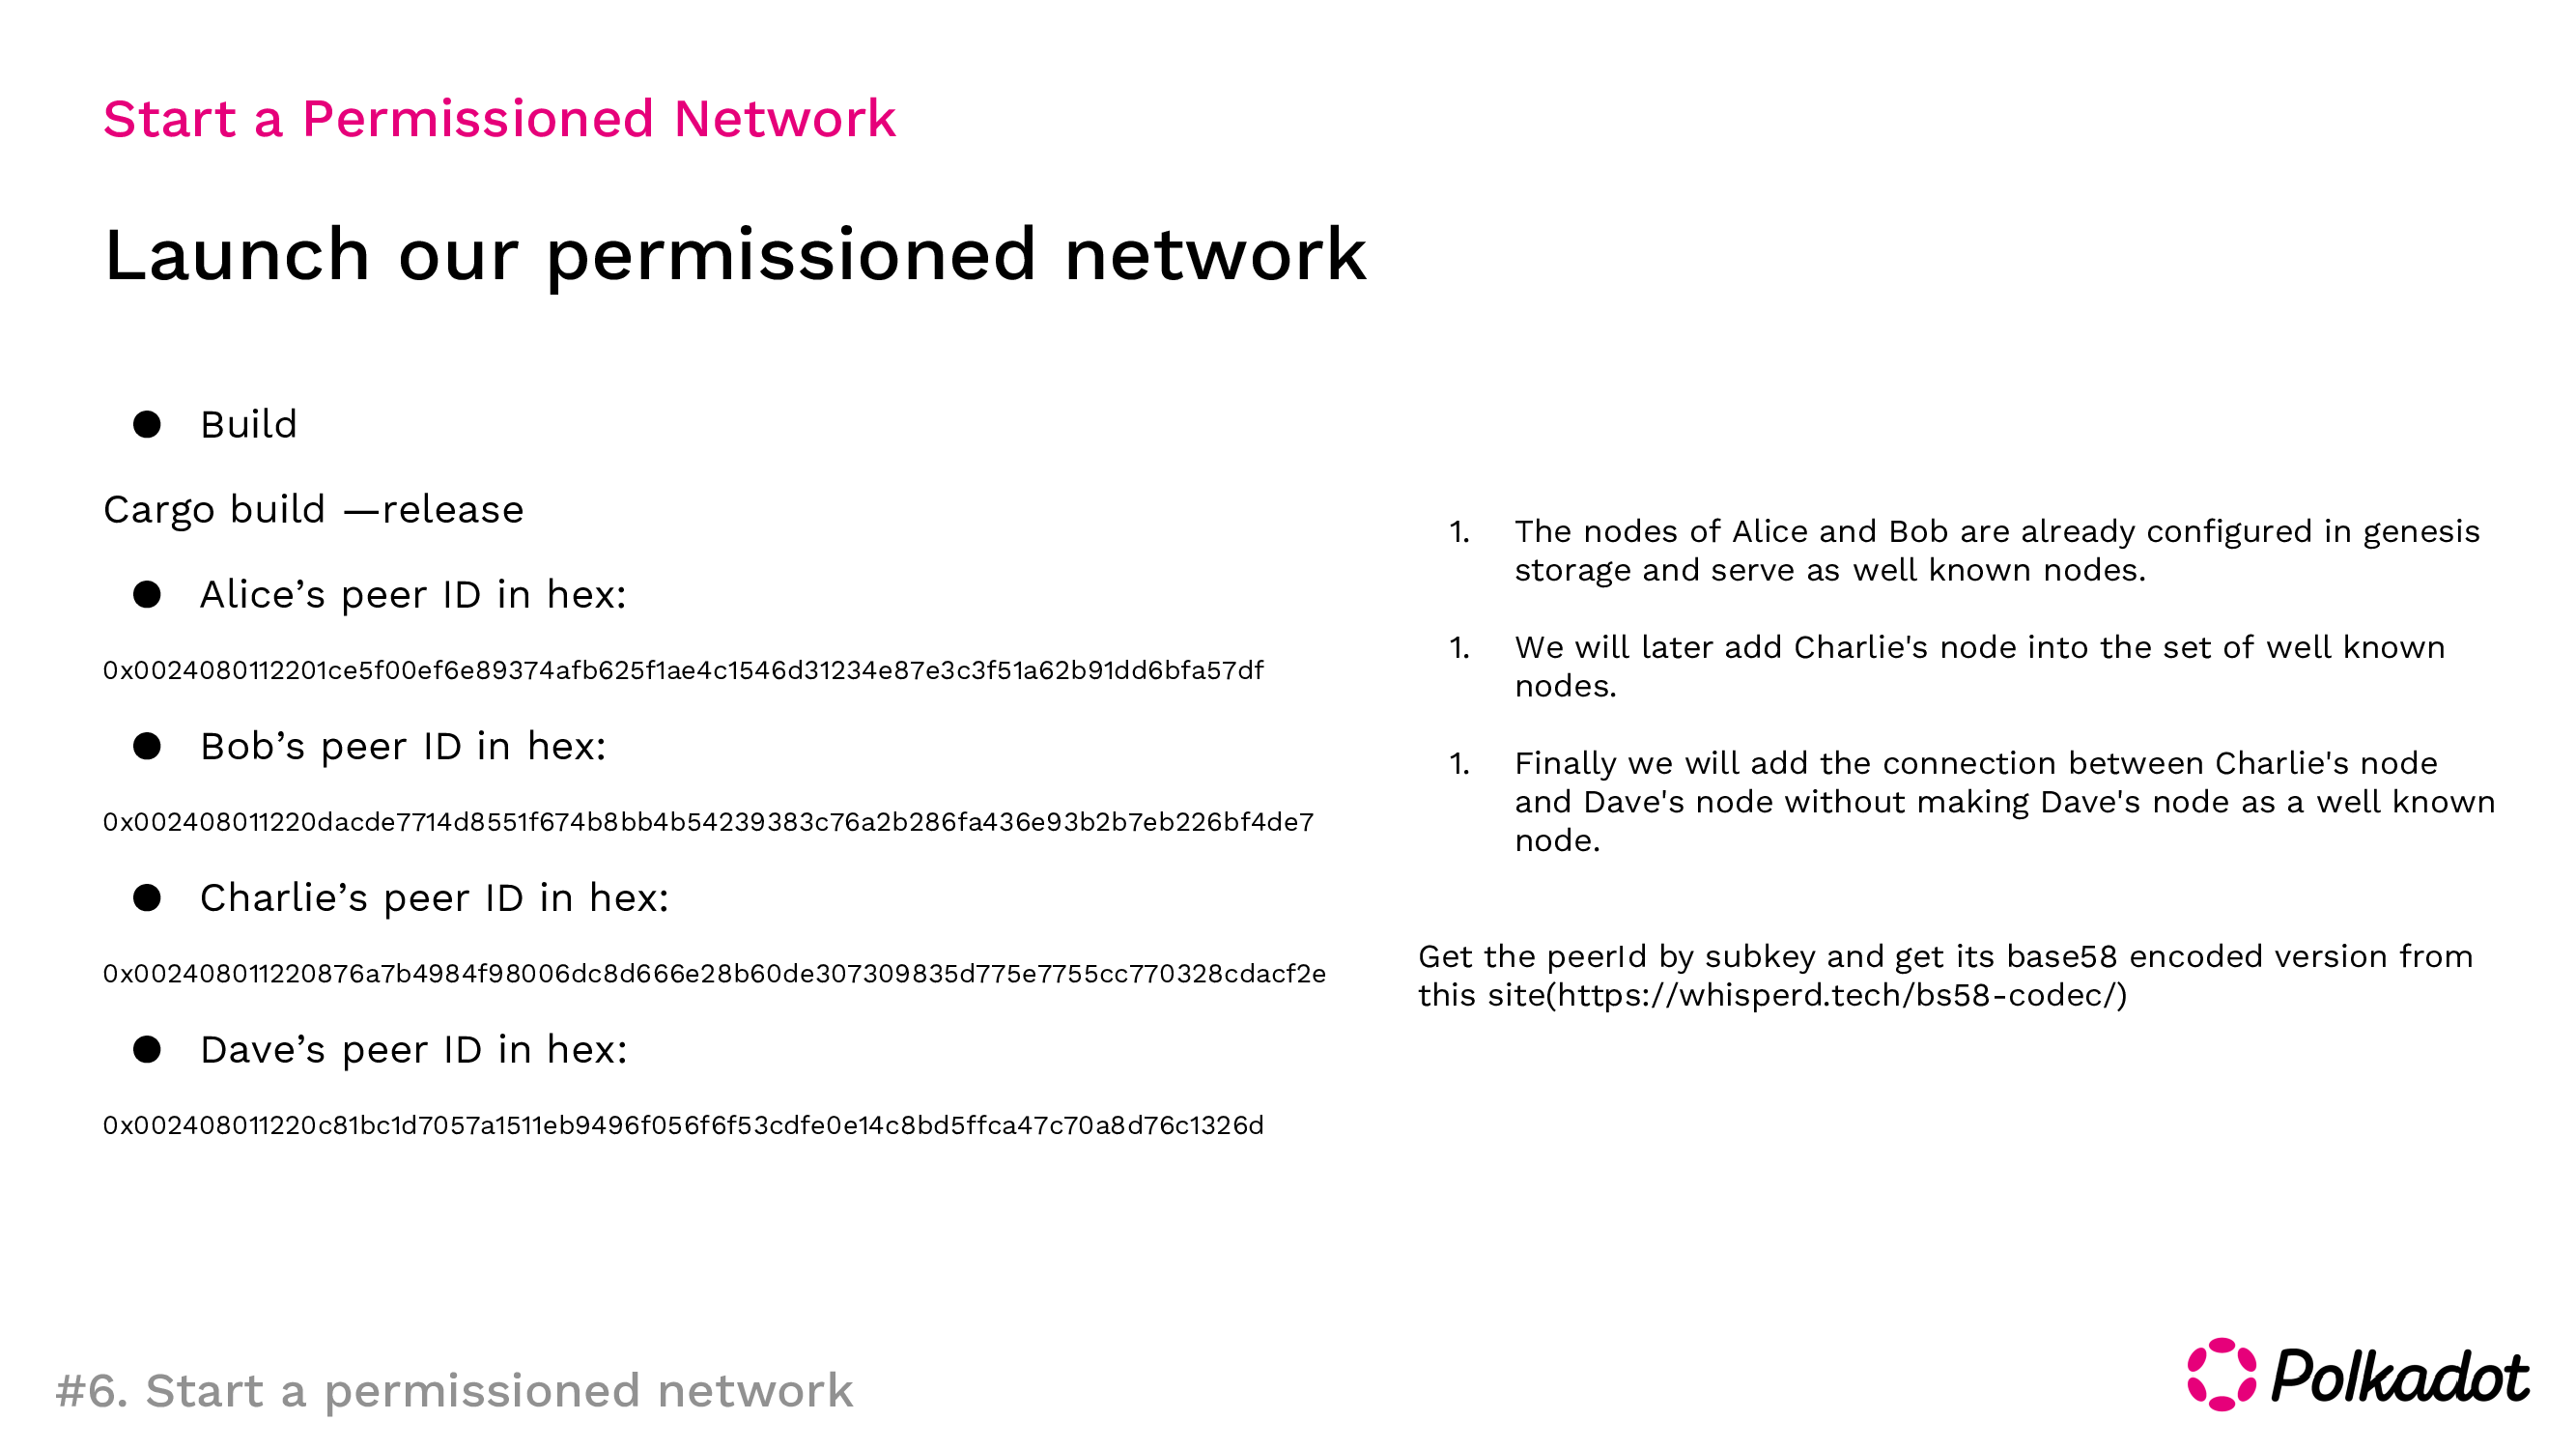 Start a Permissioned Network
Launch our permissioned network
● Build
Cargo build —release
● Alice’s peer ID in hex:
0x0024080112201ce5f00ef6e89374afb625f1ae4c1546d31234e87e3c3f51a62b91dd6bfa57df
● Bob’s peer ID in hex:
0x002408011220dacde7714d8551f674b8bb4b54239383c76a2b286fa436e93b2b7eb226bf4de7
● Charlie’s peer ID in hex:
0x002408011220876a7b4984f98006dc8d666e28b60de307309835d775e7755cc770328cdacf2e
● Dave’s peer ID in hex:
0x002408011220c81bc1d7057a1511eb9496f056f6f53cdfe0e14c8bd5ffca47c70a8d76c1326d
1. The nodes of Alice and Bob are already configured in genesis
storage and serve as well known nodes.
1. We will later add Charlie's node into the set of well known
nodes.
1. Finally we will add the connection between Charlie's node
and Dave's node without making Dave's node as a well known
node.
Get the peerId by subkey and get its base58 encoded version from
this site(https://whisperd.tech/bs58-codec/)
#6. Start a permissioned network
Polkadot